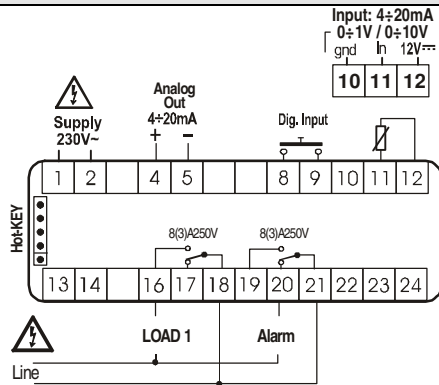 Input: 4÷20mA
0÷1V / 0÷10V
gnd In 12V
10 11 12
Supply
230V~
Analog
Out
4÷20mA
+ -
Dig. Input
1 2 4 5 8 9 10 11 12
Hot-KEY
8(3)A250V 8(3)A250V
13 14 16 17 18 19 20 21 22 23 24
LOAD 1 Alarm
Line